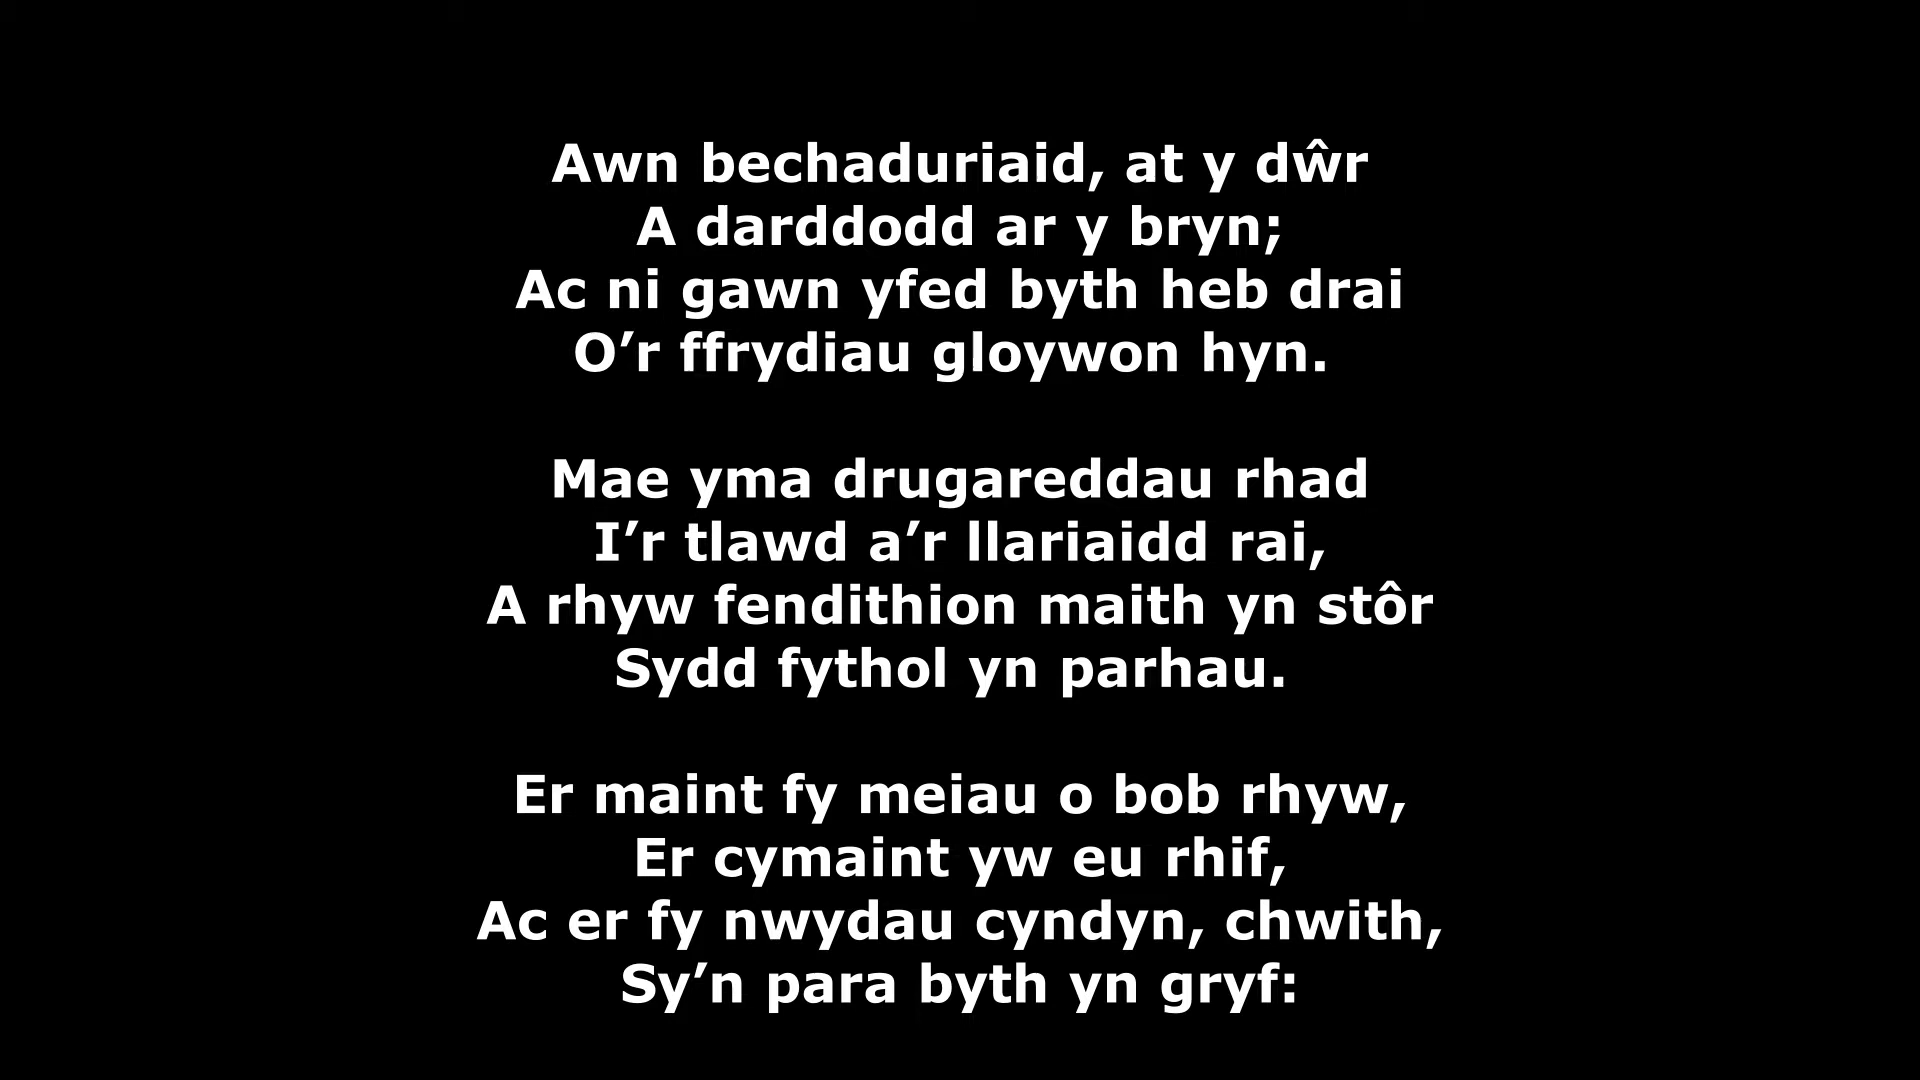 Awn bechaduriaid, at y dŵr
A darddodd ar y bryn;
Ac ni gawn yfed byth heb drai
O’r ffrydiau gloywon hyn.
Mae yma drugareddau rhad
I’r tlawd a’r llariaidd rai,
A rhyw fendithion maith yn stôr
Sydd fythol yn parhau.
Er maint fy meiau o bob rhyw,
Er cymaint yw eu rhif,
Ac er fy nwydau cyndyn, chwith,
Sy’n para byth yn gryf: